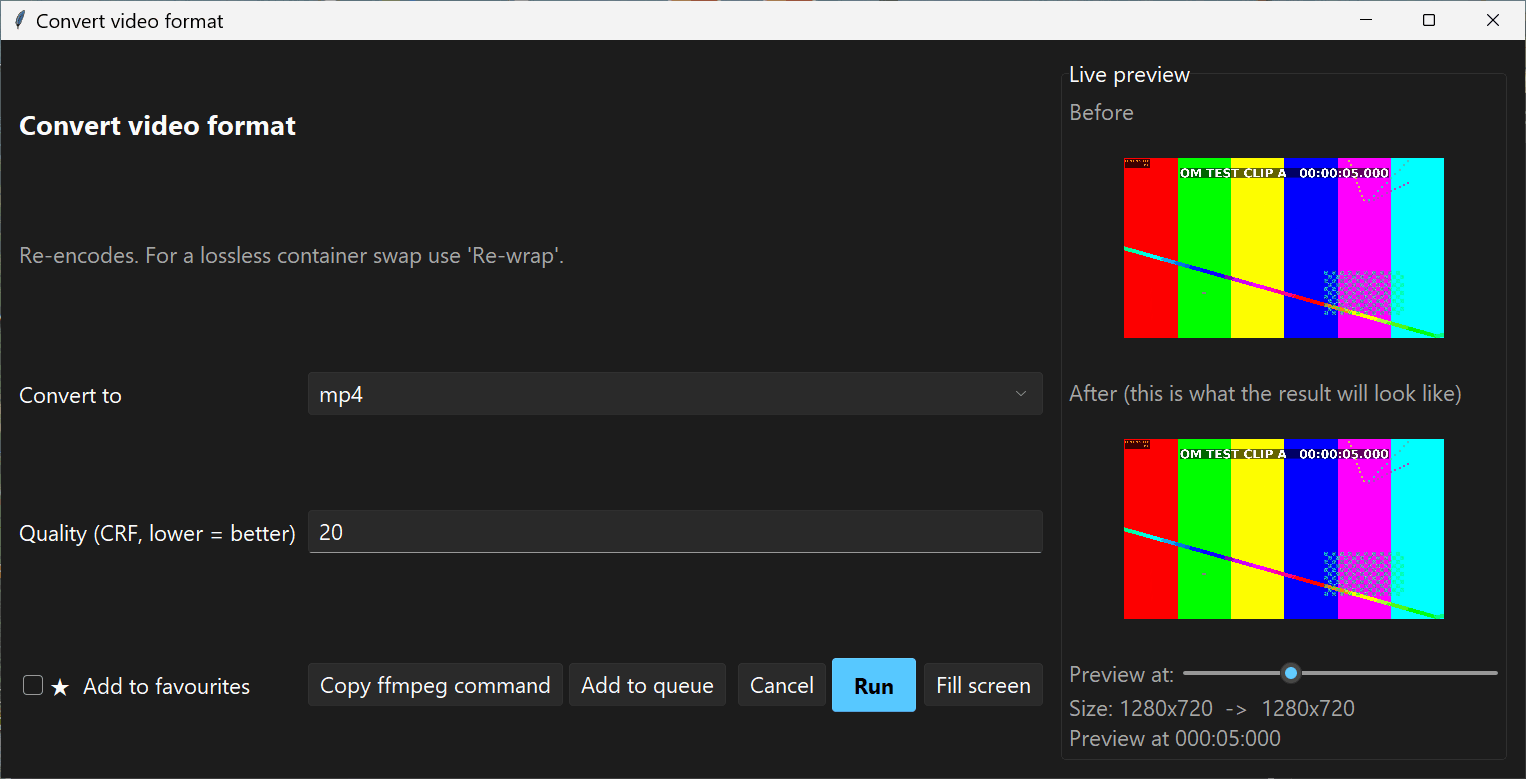 Convert video format
Convert video format
Re-encodes. For a lossless container swap use 'Re-wrap'.
Convert to
mp4
Quality (CRF, lower = better)
20
★ Add to favourites
Copy ffmpeg command
Add to queue
Cancel
Run
Fill screen
Live preview
Before
OM TEST CLIP A 00:00:05.000
After (this is what the result will look like)
OM TEST CLIP A 00:00:05.000
Preview at:
Size: 1280x720 -> 1280x720
Preview at 000:05:000